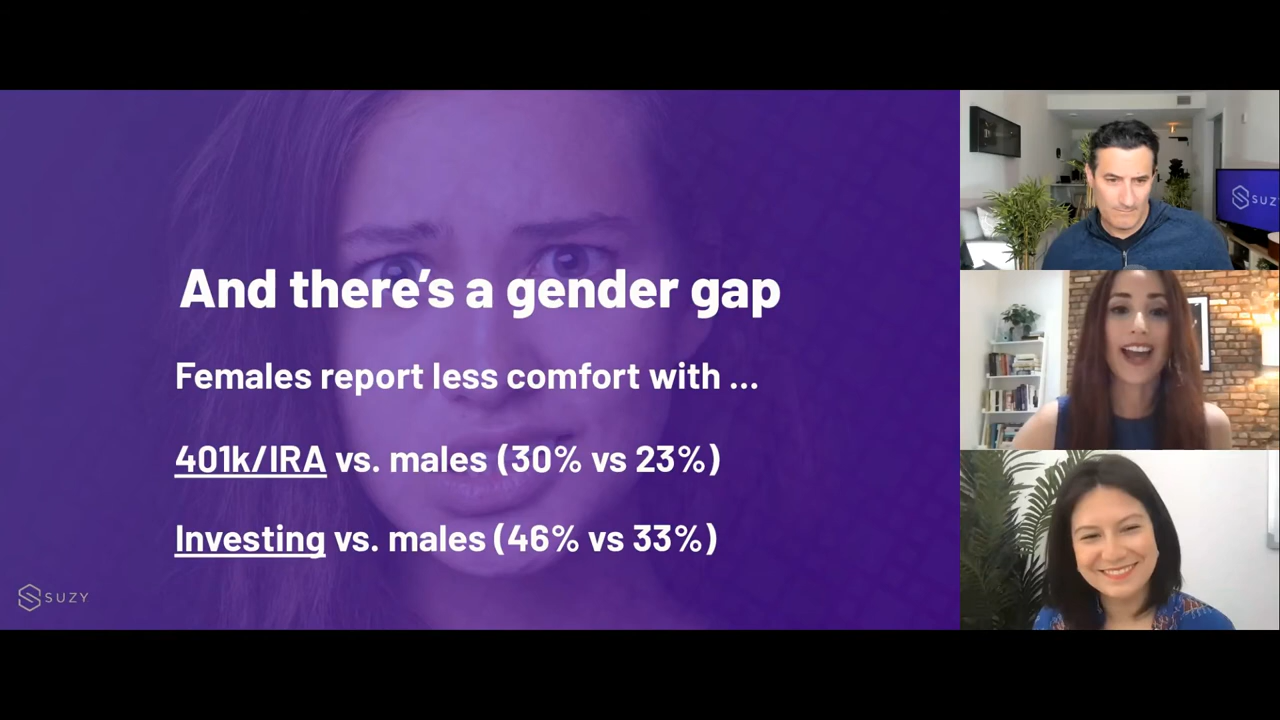 And there's a gender gap
Females report less comfort with ...
401k/IRA vs. males (30% vs 23%)
Investing vs. males (46% vs 33%)
SUZY
SUZ